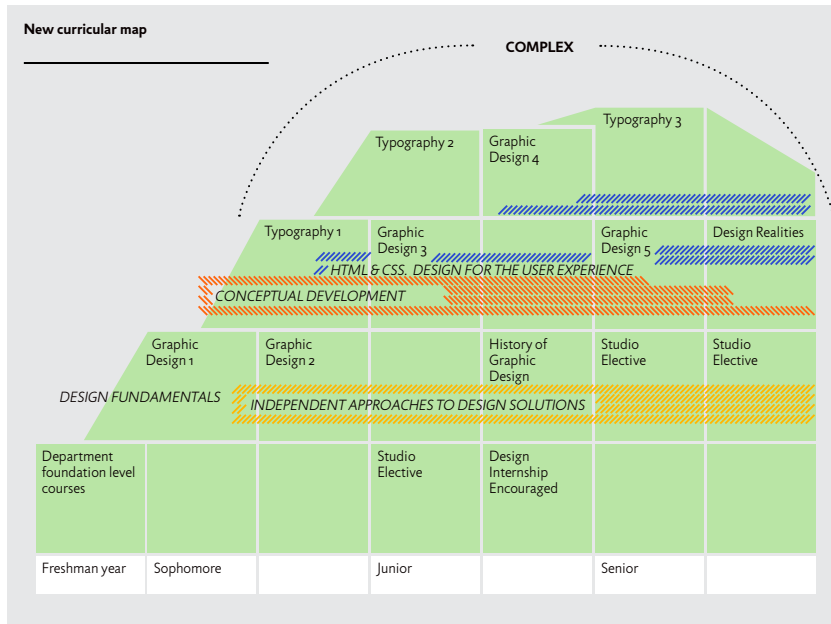 New curricular map
COMPLEX
Typography 3
Typography 2
Graphic
Design 4
Typography 1
Graphic
Design 3
Graphic
Design 5
Design Realities
HTML & CSS. DESIGN FOR THE USER EXPERIENCE
CONCEPTUAL DEVELOPMENT
Graphic
Design 1
Graphic
Design 2
History of
Graphic
Design
Studio
Elective
Studio
Elective
DESIGN FUNDAMENTALS
INDEPENDENT APPROACHES TO DESIGN SOLUTIONS
Department
foundation level
courses
Studio
Elective
Design
Internship
Encouraged
Freshman year
Sophomore
Junior
Senior